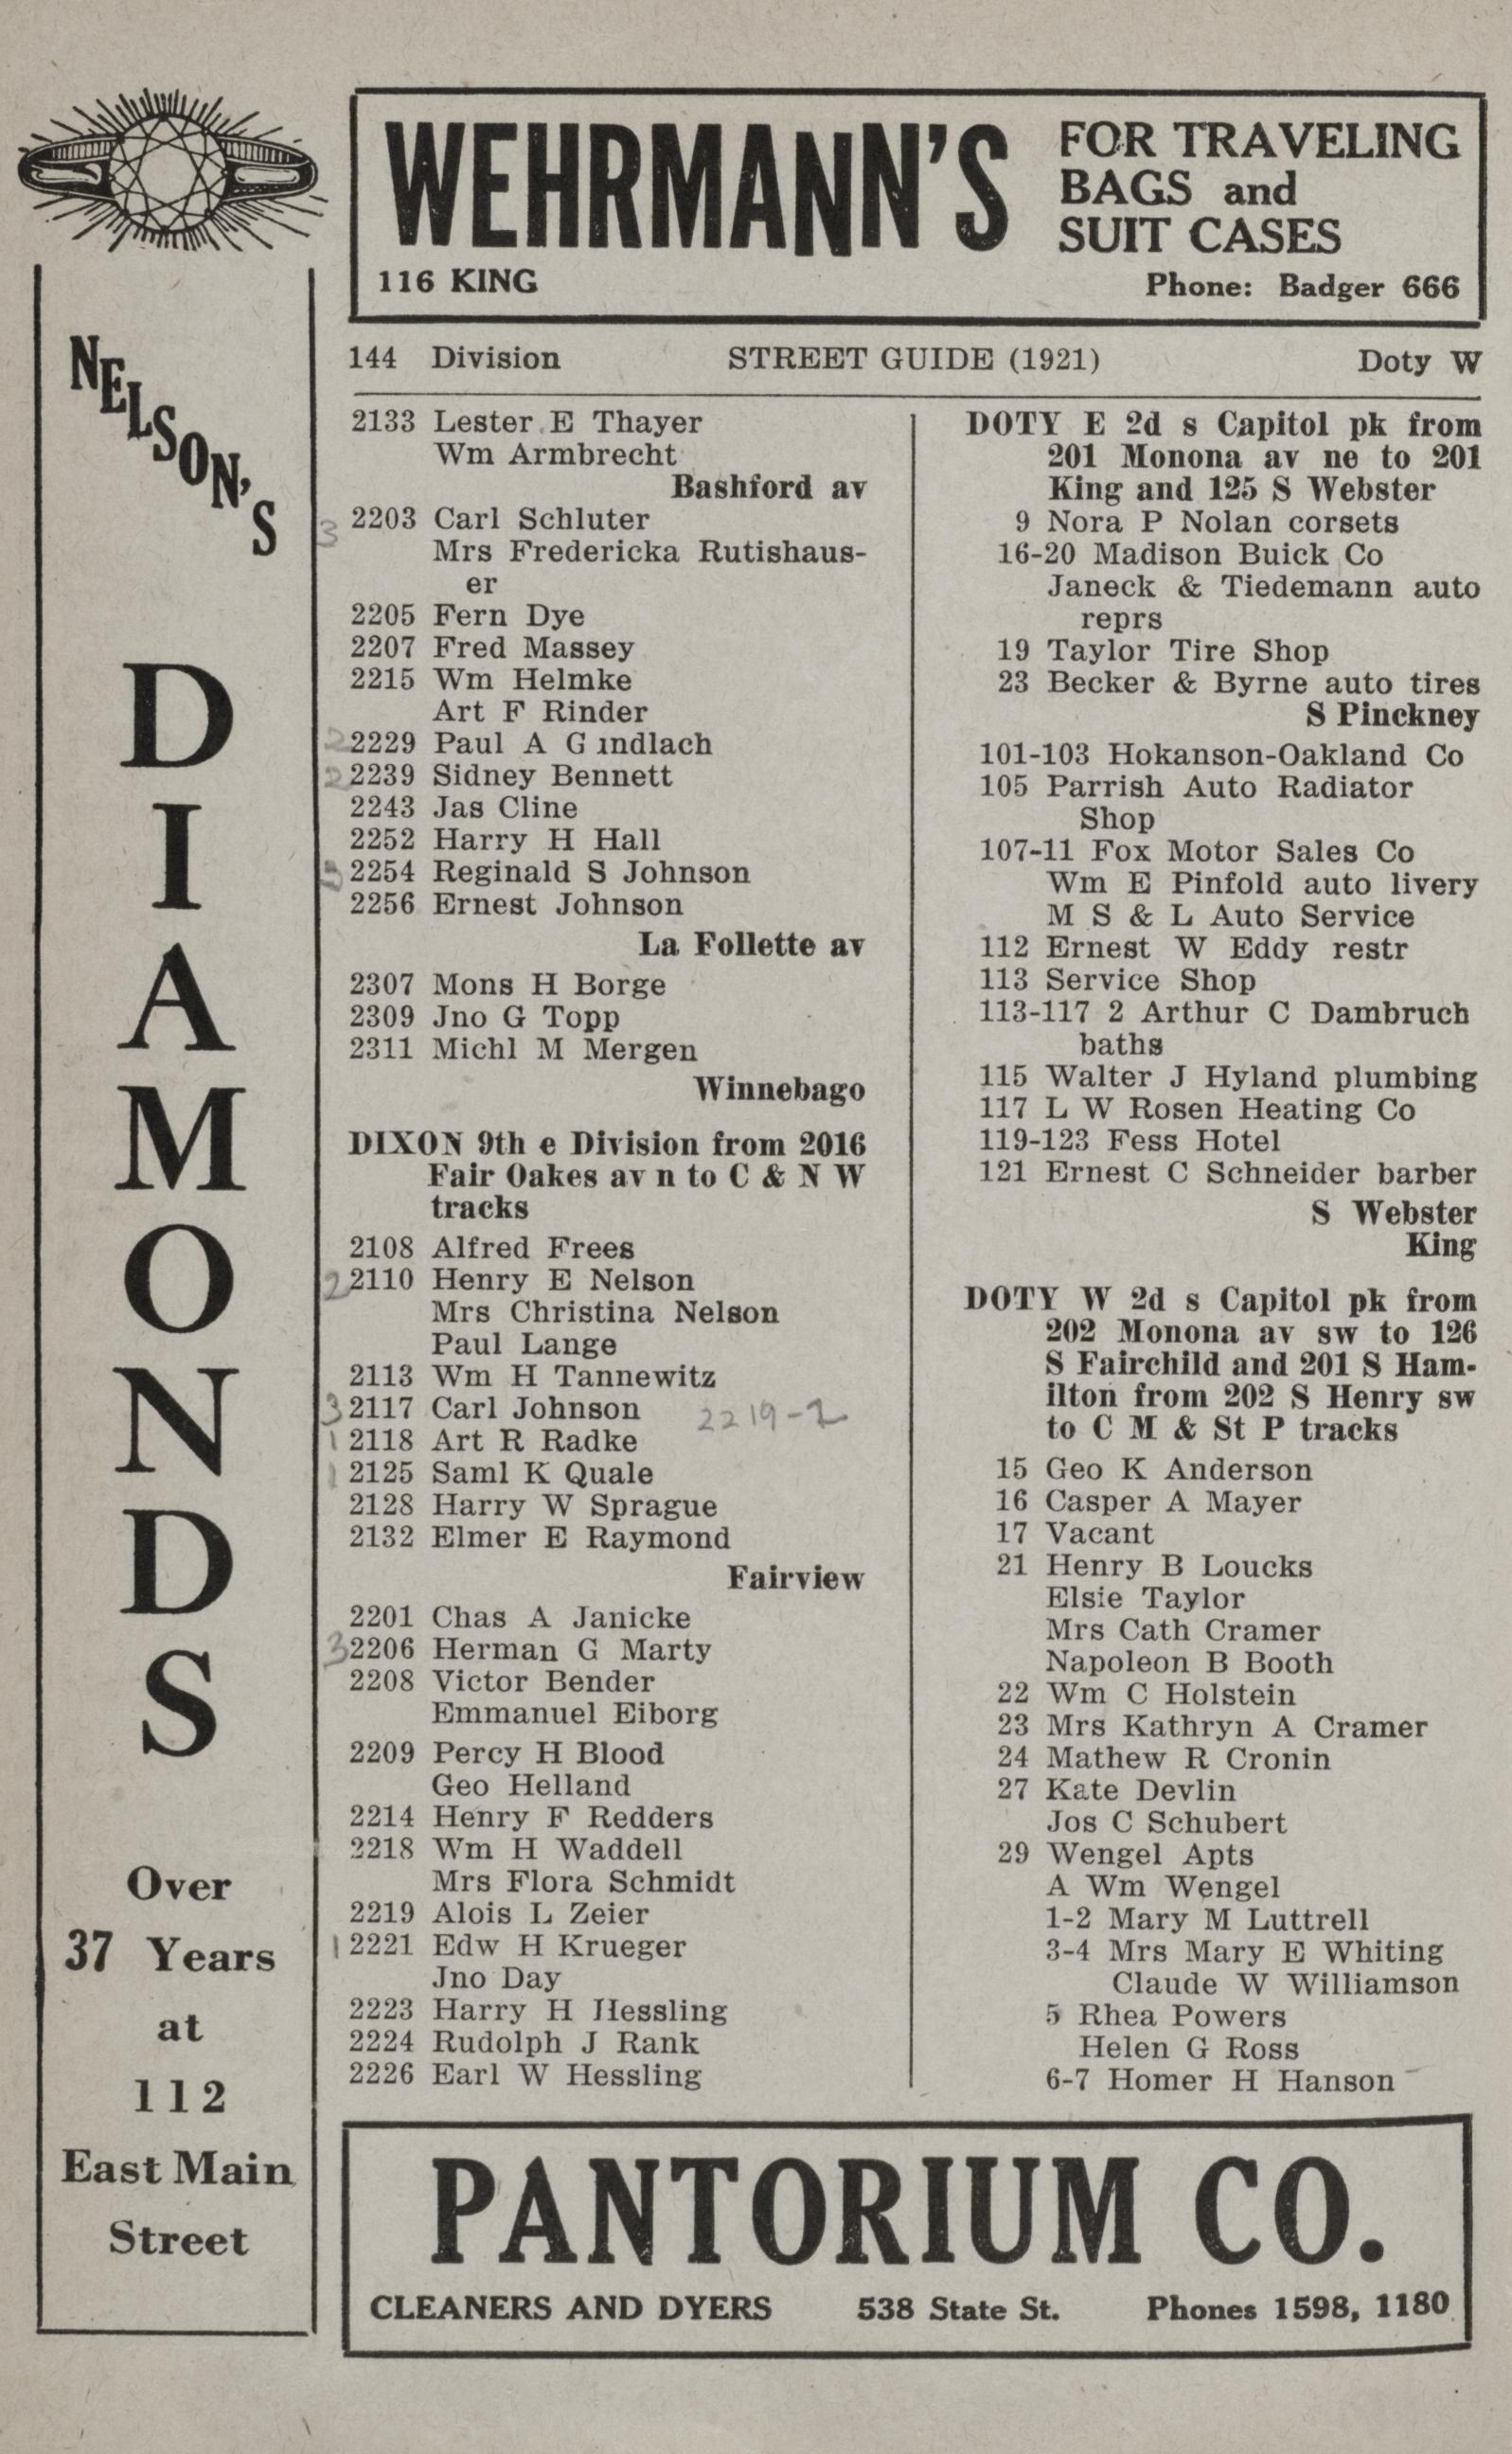 WEHRMANN'S
FOR TRAVELING
BAGS and
SUIT CASES
116 KING
Phone: Badger 666
NELSON'S
DIAMONDS
Over
37 Years
at
112
East Main
Street
144 Division STREET GUIDE (1921) Doty W
2133 Lester E Thayer
Wm Armbrecht
Bashford av
3 2203 Carl Schluter
Mrs Fredericka Rutishaus-
er
2205 Fern Dye
2207 Fred Massey
2215 Wm Helmke
Art F Rinder
2 2229 Paul A Gundlach
2 2239 Sidney Bennett
2243 Jas Cline
2252 Harry H Hall
3 2254 Reginald S Johnson
2256 Ernest Johnson
La Follette av
2307 Mons H Borge
2309 Jno G Topp
2311 Michl M Mergen
Winnebago
DIXON 9th e Division from 2016
Fair Oakes av n to C & N W
tracks
2108 Alfred Frees
2 2110 Henry E Nelson
Mrs Christina Nelson
Paul Lange
2113 Wm H Tannewitz
3 2117 Carl Johnson 2219-2
1 2118 Art R Radke
1 2125 Saml K Quale
2128 Harry W Sprague
2132 Elmer E Raymond
Fairview
2201 Chas A Janicke
3 2206 Herman G Marty
2208 Victor Bender
Emmanuel Eiborg
2209 Percy H Blood
Geo Helland
2214 Henry F Redders
2218 Wm H Waddell
Mrs Flora Schmidt
2219 Alois L Zeier
1 2221 Edw H Krueger
Jno Day
2223 Harry H Hessling
2224 Rudolph J Rank
2226 Earl W Hessling
DOTY E 2d s Capitol pk from
201 Monona av ne to 201
King and 125 S Webster
9 Nora P Nolan corsets
16-20 Madison Buick Co
Janeck & Tiedemann auto
reprs
19 Taylor Tire Shop
23 Becker & Byrne auto tires
S Pinckney
101-103 Hokanson-Oakland Co
105 Parrish Auto Radiator
Shop
107-11 Fox Motor Sales Co
Wm E Pinfold auto livery
M S & L Auto Service
112 Ernest W Eddy restr
113 Service Shop
113-117 2 Arthur C Dambruch
baths
115 Walter J Hyland plumbing
117 L W Rosen Heating Co
119-123 Fess Hotel
121 Ernest C Schneider barber
S Webster
King
DOTY W 2d s Capitol pk from
202 Monona av sw to 126
S Fairchild and 201 S Ham-
ilton from 202 S Henry sw
to C M & St P tracks
15 Geo K Anderson
16 Casper A Mayer
17 Vacant
21 Henry B Loucks
Elsie Taylor
Mrs Cath Cramer
Napoleon B Booth
22 Wm C Holstein
23 Mrs Kathryn A Cramer
24 Mathew R Cronin
27 Kate Devlin
Jos C Schubert
29 Wengel Apts
A Wm Wengel
1-2 Mary M Luttrell
3-4 Mrs Mary E Whiting
Claude W Williamson
5 Rhea Powers
Helen G Ross
6-7 Homer H Hanson
PANTORIUM CO.
CLEANERS AND DYERS 538 State St. Phones 1598, 1180